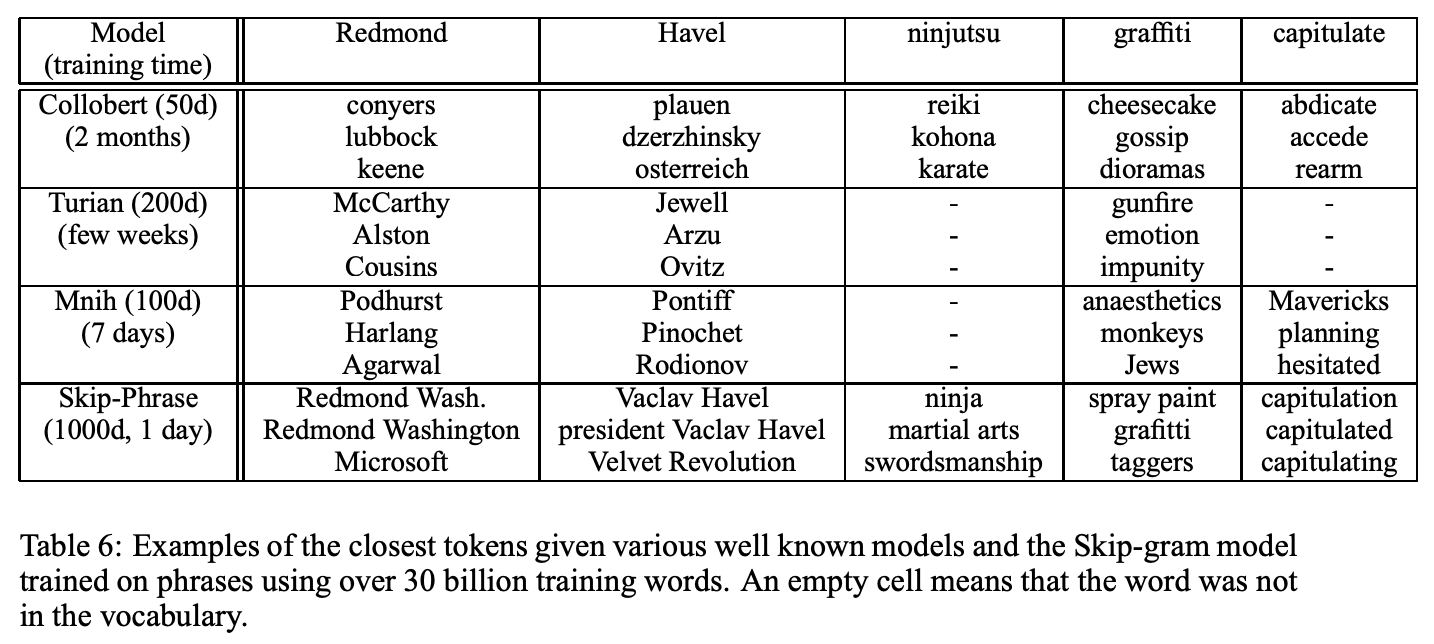 Model Redmond Havel ninjutsu graffiti capitulate
(training time)
Collobert (50d) conyers plauen reiki cheesecake abdicate
(2 months) lubbock dzerzhinsky kohona gossip accede
keene osterreich karate dioramas rearm
Turian (200d) McCarthy Jewell - gunfire -
(few weeks) Alston Arzu - emotion -
Cousins Ovitz - impunity -
Mnih (100d) Podhurst Pontiff - anaesthetics Mavericks
(7 days) Harlang Pinochet - monkeys planning
Agarwal Rodionov - Jews hesitated
Skip-Phrase Redmond Wash. Vaclav Havel ninja spray paint capitulation
(1000d, 1 day) Redmond Washington president Vaclav Havel martial arts grafitti capitulated
Microsoft Velvet Revolution swordsmanship taggers capitulating
Table 6: Examples of the closest tokens given various well known models and the Skip-gram model
trained on phrases using over 30 billion training words. An empty cell means that the word was not
in the vocabulary.